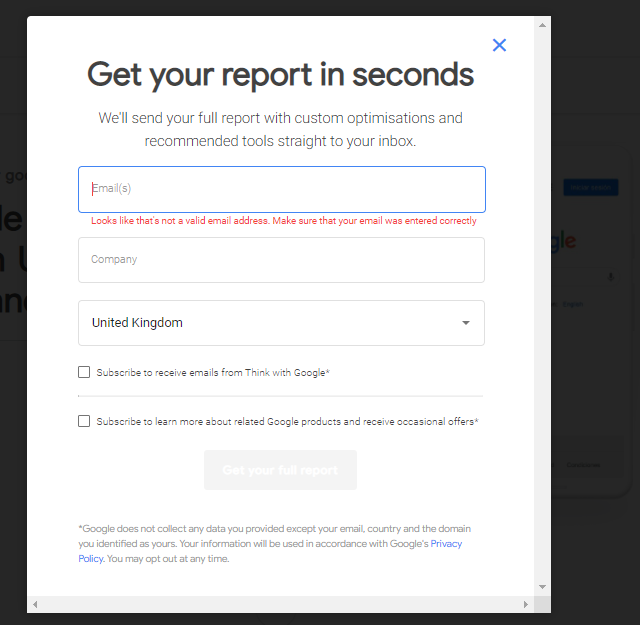 Get your report in seconds
We'll send your full report with custom optimisations and
recommended tools straight to your inbox.
Email(s)
Looks like that's not a valid email address. Make sure that your email was entered correctly
Company
United Kingdom
Subscribe to receive emails from Think with Google*
Subscribe to learn more about related Google products and receive occasional offers*
Get your full report
*Google does not collect any data you provided except your email, country and the domain
you identified as yours. Your information will be used in accordance with Google's Privacy
Policy. You may opt out at any time.